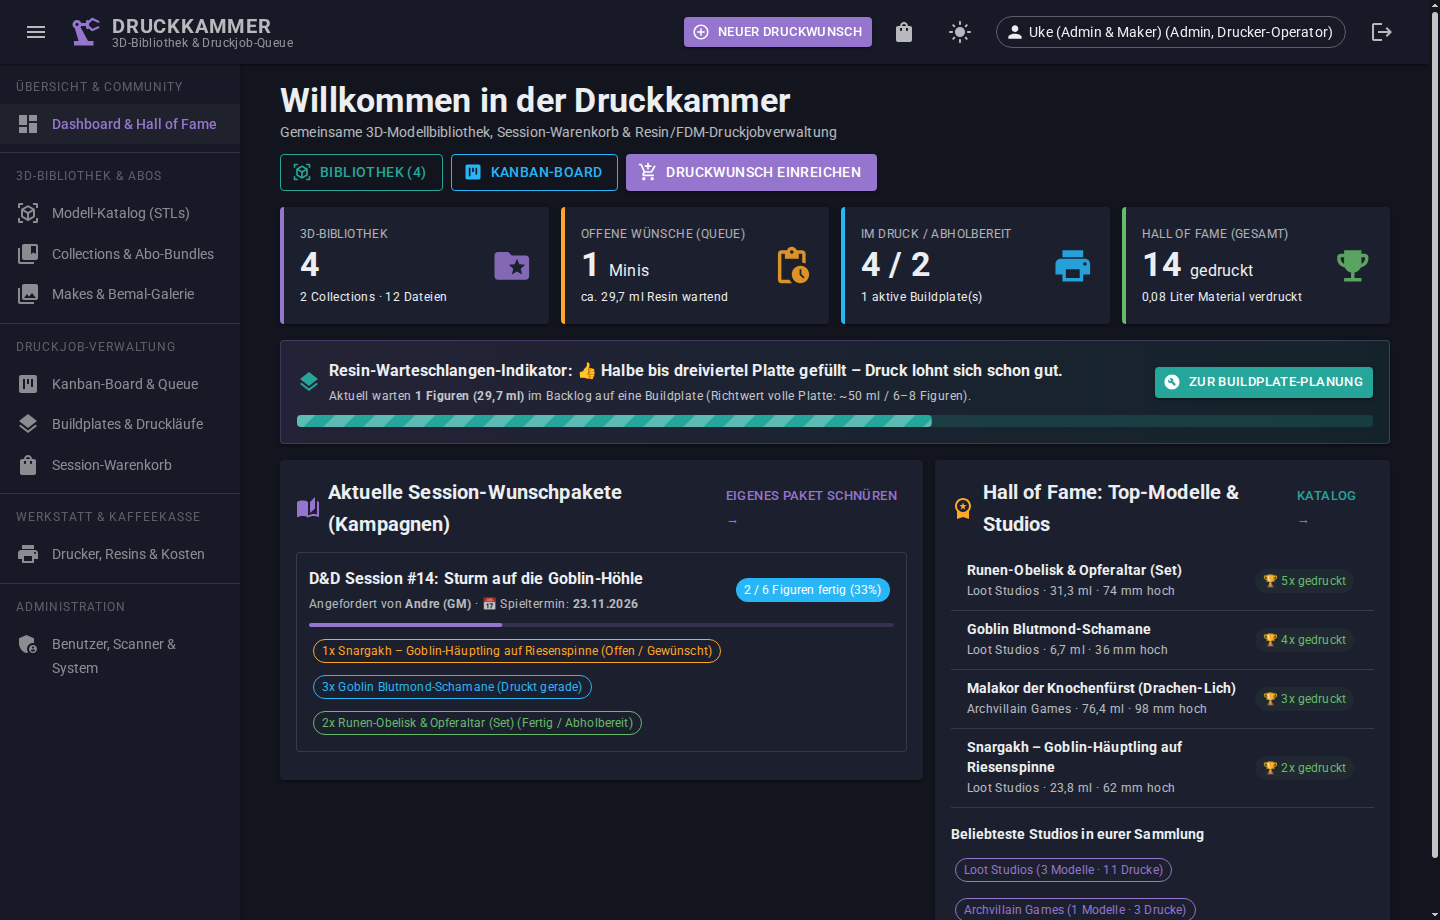 DRUCKKAMMER
3D-Bibliothek & Druckjob-Queue
NEUER DRUCKWUNSCH
Uke (Admin & Maker) (Admin, Drucker-Operator)
ÜBERSICHT & COMMUNITY
Dashboard & Hall of Fame
3D-BIBLIOTHEK & ABOS
Modell-Katalog (STLs)
Collections & Abo-Bundles
Makes & Bemal-Galerie
DRUCKJOB-VERWALTUNG
Kanban-Board & Queue
Buildplates & Druckläufe
Session-Warenkorb
WERKSTATT & KAFFEEKASSE
Drucker, Resins & Kosten
ADMINISTRATION
Benutzer, Scanner &
System
Willkommen in der Druckkammer
Gemeinsame 3D-Modellbibliothek, Session-Warenkorb & Resin/FDM-Druckjobverwaltung
BIBLIOTHEK (4)
KANBAN-BOARD
DRUCKWUNSCH EINREICHEN
3D-BIBLIOTHEK
4
2 Collections · 12 Dateien
OFFENE WÜNSCHE (QUEUE)
1 Minis
ca. 29,7 ml Resin wartend
IM DRUCK / ABHOLBEREIT
4 / 2
1 aktive Buildplate(s)
HALL OF FAME (GESAMT)
14 gedruckt
0,08 Liter Material verdruckt
Resin-Warteschlangen-Indikator: 👍 Halbe bis dreiviertel Platte gefüllt – Druck lohnt sich schon gut.
Aktuell warten 1 Figuren (29,7 ml) im Backlog auf eine Buildplate (Richtwert volle Platte: ~50 ml / 6–8 Figuren).
ZUR BUILDPLATE-PLANUNG
Aktuelle Session-Wunschpakete
(Kampagnen)
EIGENES PAKET SCHNÜREN
→
D&D Session #14: Sturm auf die Goblin-Höhle
Angefordert von Andre (GM) · 📅 Spieltermin: 23.11.2026
2 / 6 Figuren fertig (33%)
1x Snargakh – Goblin-Häuptling auf Riesenspinne (Offen / Gewünscht)
3x Goblin Blutmond-Schamane (Druckt gerade)
2x Runen-Obelisk & Opferaltar (Set) (Fertig / Abholbereit)
Hall of Fame: Top-Modelle &
Studios
KATALOG
→
Runen-Obelisk & Opferaltar (Set)
Loot Studios · 31,3 ml · 74 mm hoch
🏆 5x gedruckt
Goblin Blutmond-Schamane
Loot Studios · 6,7 ml · 36 mm hoch
🏆 4x gedruckt
Malakor der Knochenfürst (Drachen-Lich)
Archvillain Games · 76,4 ml · 98 mm hoch
🏆 3x gedruckt
Snargakh – Goblin-Häuptling auf
Riesenspinne
Loot Studios · 23,8 ml · 62 mm hoch
🏆 2x gedruckt
Beliebteste Studios in eurer Sammlung
Loot Studios (3 Modelle · 11 Drucke)
Archvillain Games (1 Modelle · 3 Drucke)